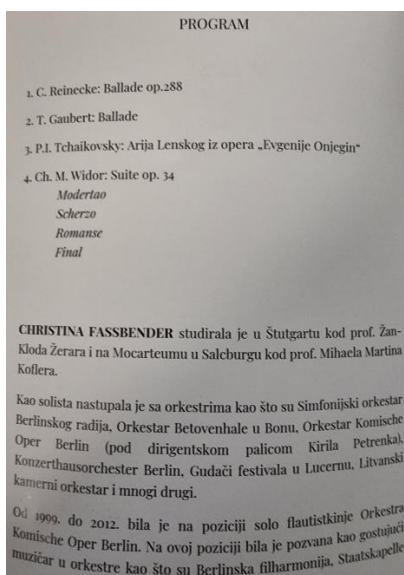 PROGRAM
1. C. Reinecke: Ballade op.288
2. T. Gaubert: Ballade
3. P.I. Tchaikovsky: Arija Lenskog iz opera „Evgenije Onjegin“
4. Ch. M. Widor: Suite op. 34
Modertao
Scherzo
Romanse
Final
CHRISTINA FASSBENDER studirala je u Štutgartu kod prof. Žan-
Kloda Žerara i na Mocarteumu u Salcburgu kod prof. Mihaela Martina
Koflera.
Kao solista nastupala je sa orkestrima kao što su Simfonijski orkestar
Berlinskog radija, Orkestar Betovenhale u Bonu, Orkestar Komische
Oper Berlin (pod dirigentskom palicom Kirila Petrenka),
Konzerthausorchester Berlin, Gudači festivala u Lucernu, Litvanski
kamerni orkestar i mnogi drugi.
Od 1999. do 2012. bila je na poziciji solo flautistkinje Orkestra
Komische Oper Berlin. Na ovoj poziciji bila je pozvana kao gostujući
muzičar u orkestre kao što su Berlinska filharmonija, Staatskapelle